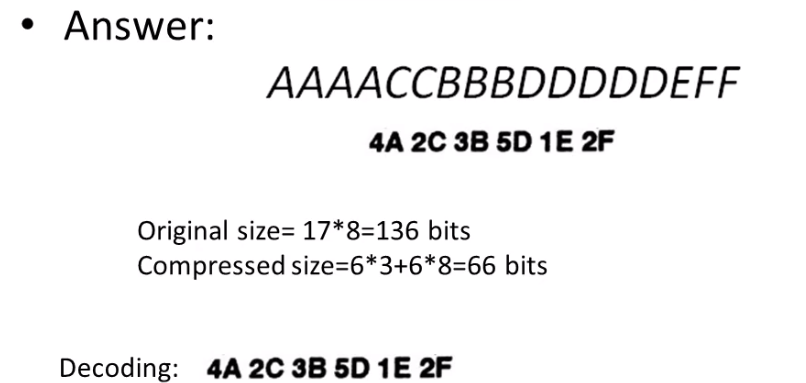 • Answer:
AAAACCBBBDDDDDEFF
4A 2C 3B 5D 1E 2F
Original size= 17*8=136 bits
Compressed size=6*3+6*8=66 bits
Decoding: 4A 2C 3B 5D 1E 2F